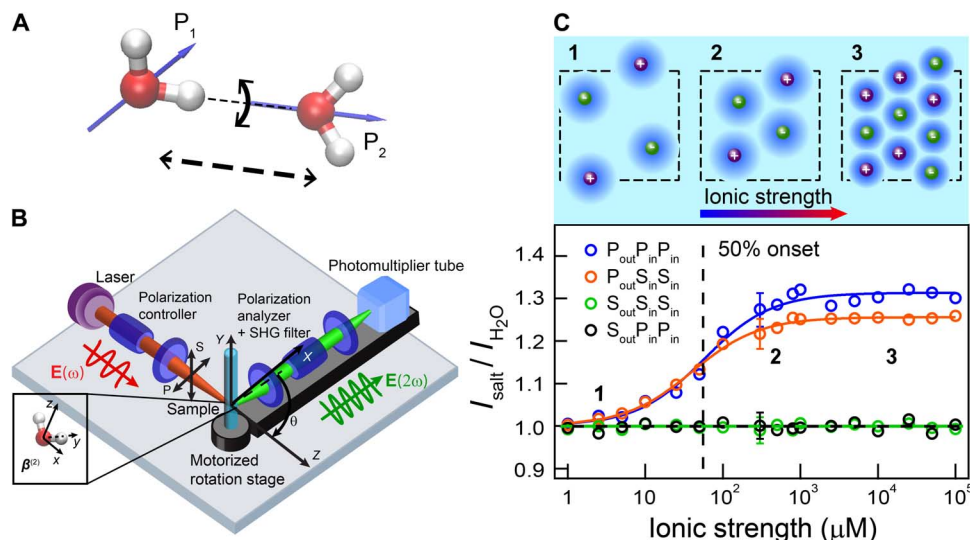 A
P₁
P₂
B
Laser
Polarization
controller
Photomultiplier tube
Polarization
analyzer
+ SHG filter
Y
S
P
X
E(ω)
E(2ω)
Sample
θ
z
y
x
β⁽²⁾
Motorized
rotation stage
Z
C
1
2
3
+
-
-
+
+
-
-
+
-
+
+
-
-
-
+
-
+
-
Ionic strength
50% onset
PoutPinPin
PoutSinSin
SoutSinSin
SoutPinPin
1
2
3
Isalt / IH₂O
1.4
1.3
1.2
1.1
1.0
0.9
1
10
10²
10³
10⁴
10⁵
Ionic strength (μM)